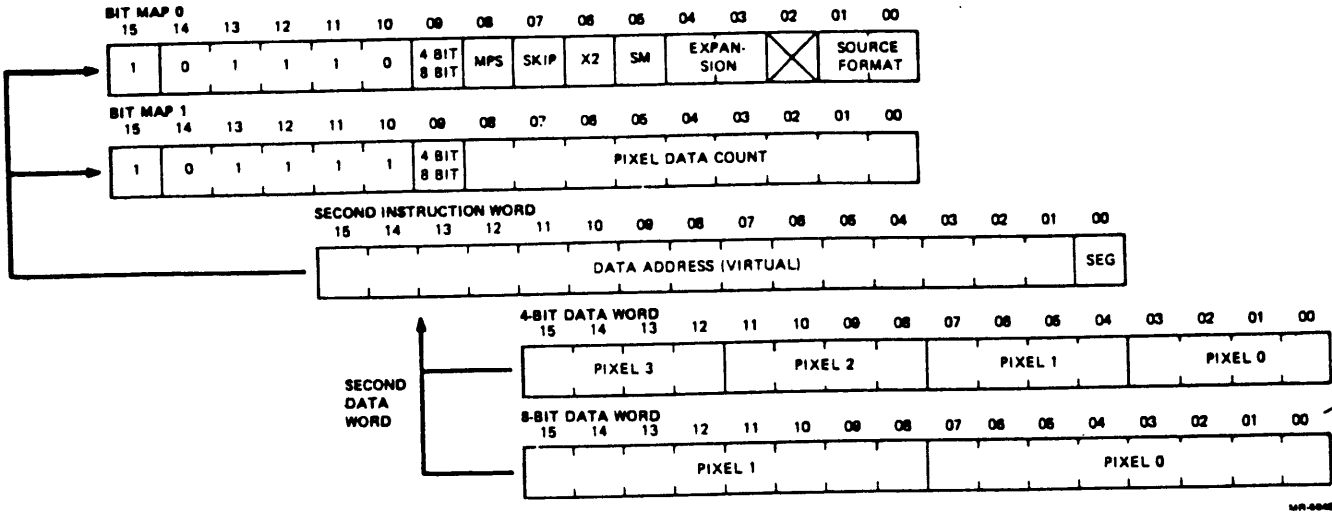 BIT MAP 0
15 14 13 12 11 10 09 08 07 06 05 04 03 02 01 00
1 0 1 1 1 0 4 BIT 8 BIT MPS SKIP X2 SM EXPAN-SION SOURCE FORMAT
BIT MAP 1
15 14 13 12 11 10 09 08 07 06 05 04 03 02 01 00
1 0 1 1 1 1 4 BIT 8 BIT PIXEL DATA COUNT
SECOND INSTRUCTION WORD
15 14 13 12 11 10 09 08 07 06 05 04 03 02 01 00
DATA ADDRESS (VIRTUAL) SEG
4-BIT DATA WORD
15 14 13 12 11 10 09 08 07 06 05 04 03 02 01 00
PIXEL 3 PIXEL 2 PIXEL 1 PIXEL 0
SECOND
DATA
WORD
8-BIT DATA WORD
15 14 13 12 11 10 09 08 07 06 05 04 03 02 01 00
PIXEL 1 PIXEL 0